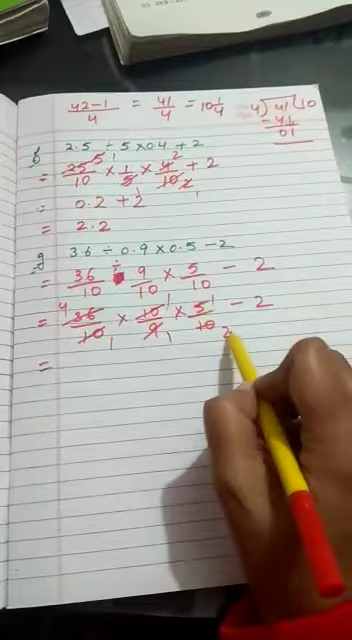 42-1/4 = 41/4 = 10 1/4 4) 41 (10
- 41
01
f) 2.5 ÷ 5 × 0.4 + 2
= 25/10 × 1/5 × 4/10 + 2
= 0.2 + 2
= 2.2
g) 3.6 ÷ 0.9 × 0.5 - 2
= 36/10 ÷ 9/10 × 5/10 - 2
= 36/10 × 10/9 × 5/10 - 2
=